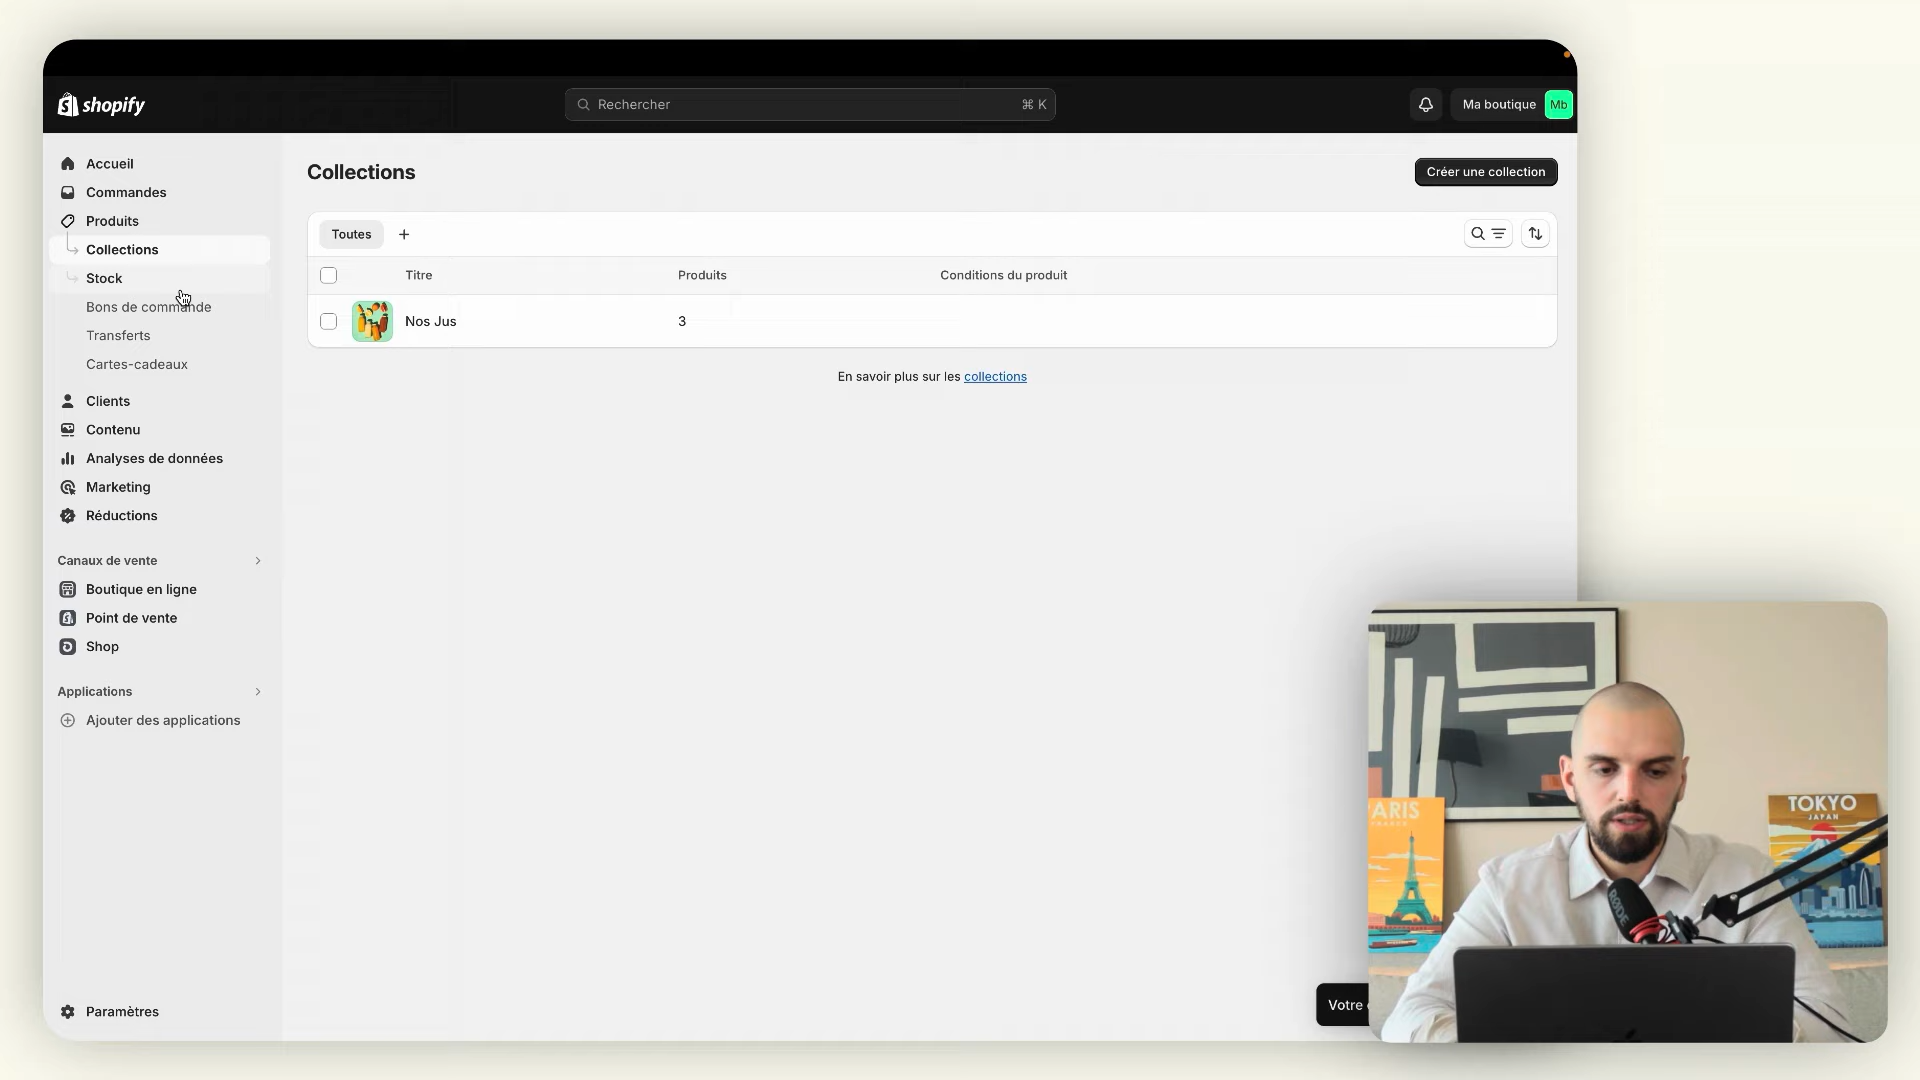 shopify
Rechercher
⌘ K
Ma boutique
Mb
Accueil
Commandes
Produits
Collections
Stock
Bons de commande
Transferts
Cartes-cadeaux
Clients
Contenu
Analyses de données
Marketing
Réductions
Canaux de vente
Boutique en ligne
Point de vente
Shop
Applications
Ajouter des applications
Paramètres
Collections
Créer une collection
Toutes
Titre
Produits
Conditions du produit
Nos Jus
3
En savoir plus sur les collections
Votre
TOKYO
JAPAN
RØDE